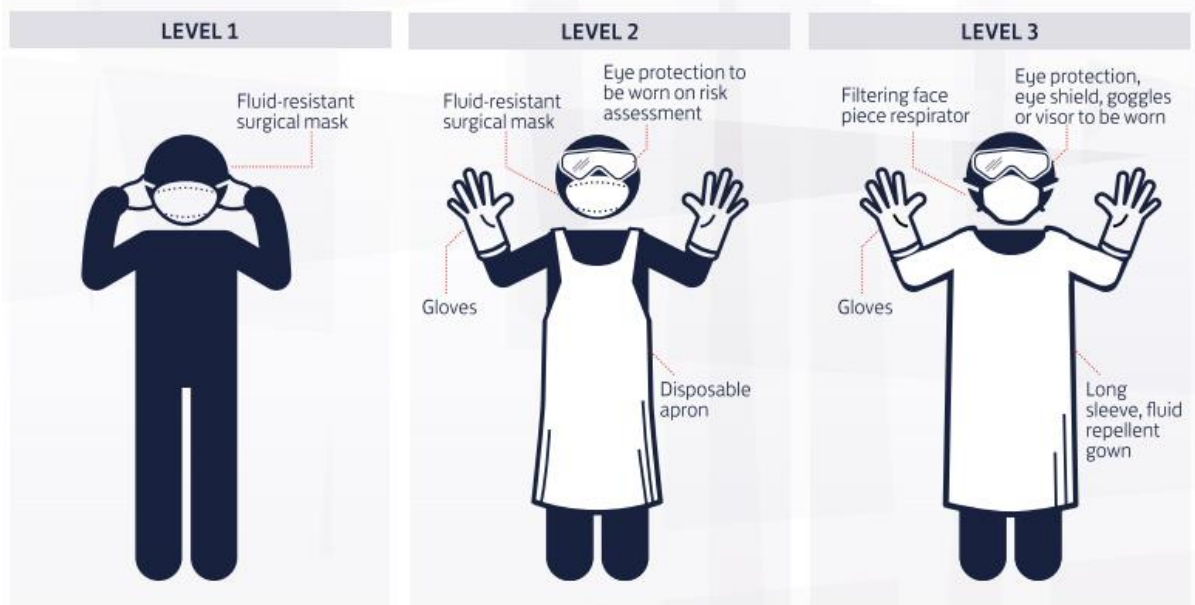 LEVEL 1
Fluid-resistant
surgical mask
LEVEL 2
Fluid-resistant
surgical mask
Eye protection to
be worn on risk
assessment
Gloves
Disposable
apron
LEVEL 3
Filtering face
piece respirator
Eye protection,
eye shield, goggles
or visor to be worn
Gloves
Long
sleeve, fluid
repellent
gown